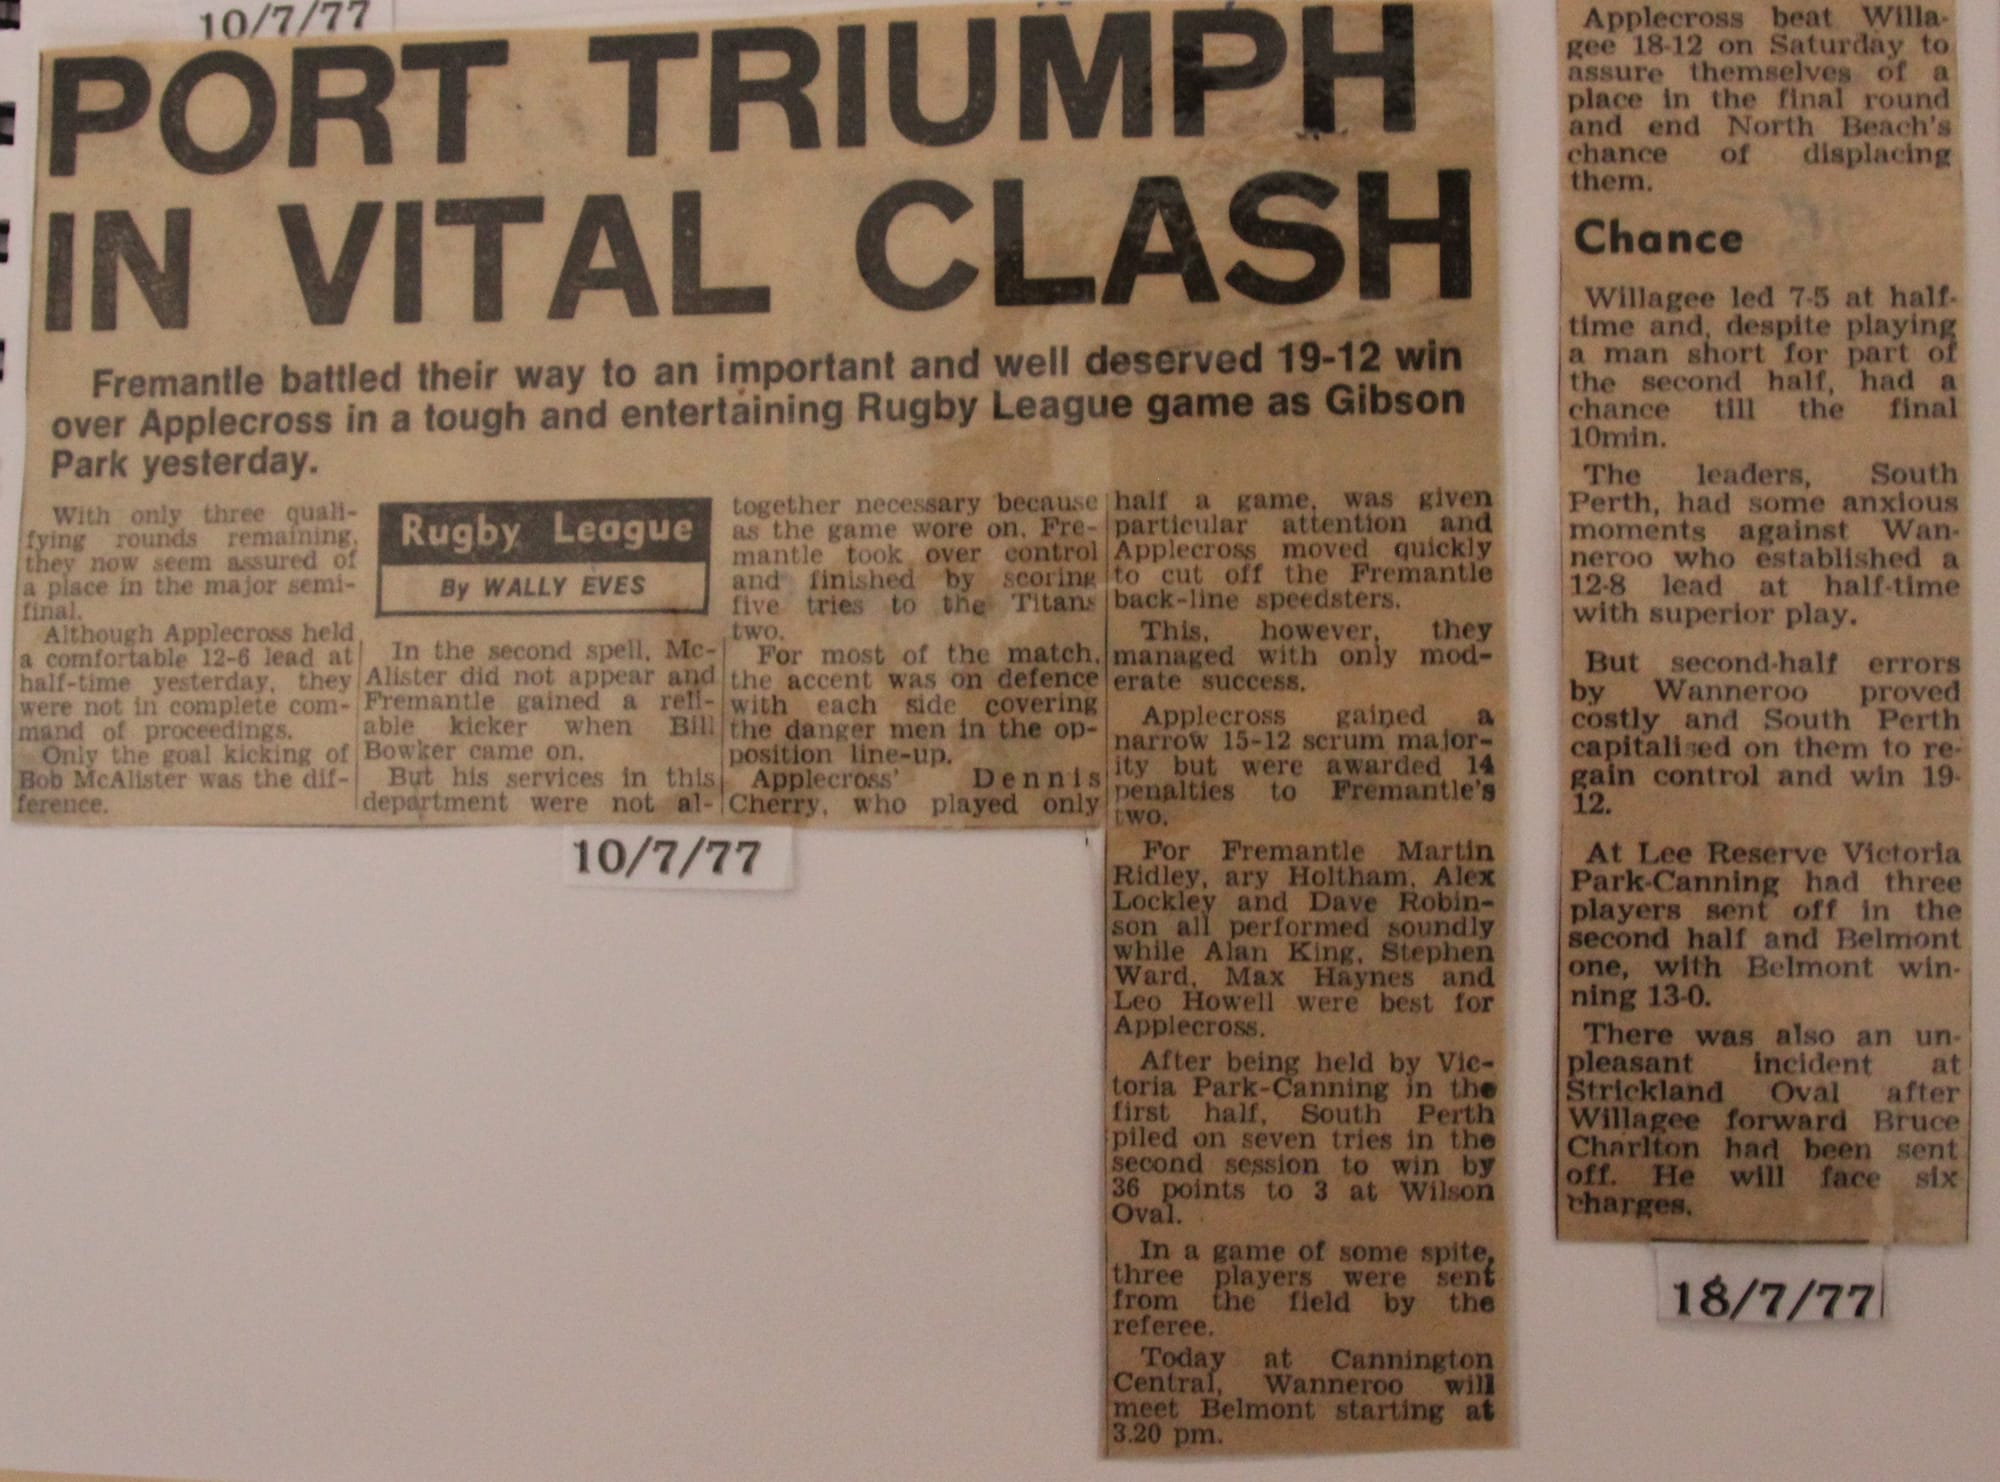 10/7/77
PORT TRIUMPH
IN VITAL CLASH
Fremantle battled their way to an important and well deserved 19-12 win
over Applecross in a tough and entertaining Rugby League game as Gibson
Park yesterday.
With only three quali-
fying rounds remaining,
they now seem assured of
a place in the major semi-
final.
Although Applecross held
a comfortable 12-6 lead at
half-time yesterday, they
were not in complete com-
mand of proceedings.
Only the goal kicking of
Bob McAlister was the dif-
ference.
Rugby League
By WALLY EVES
In the second spell, Mc-
Alister did not appear and
Fremantle gained a reli-
able kicker when Bill
Bowker came on.
But his services in this
department were not al-
together necessary because
as the game wore on, Fre-
mantle took over control
and finished by scoring
five tries to the Titans
two.
For most of the match,
the accent was on defence
with each side covering
the danger men in the op-
position line-up.
Applecross' Dennis
Cherry, who played only
half a game, was given
particular attention and
Applecross moved quickly
to cut off the Fremantle
back-line speedsters.
This, however, they
managed with only mod-
erate success.
Applecross gained a
narrow 15-12 scrum major-
ity but were awarded 14
penalties to Fremantle's
two.
For Fremantle Martin
Ridley, ary Holtham, Alex
Lockley and Dave Robin-
son all performed soundly
while Alan King, Stephen
Ward, Max Haynes and
Leo Howell were best for
Applecross.
After being held by Vic-
toria Park-Canning in the
first half, South Perth
piled on seven tries in the
second session to win by
36 points to 3 at Wilson
Oval.
In a game of some spite,
three players were sent
from the field by the
referee.
Today at Cannington
Central, Wanneroo will
meet Belmont starting at
3.20 pm.
10/7/77
Applecross beat Willa-
gee 18-12 on Saturday to
assure themselves of a
place in the final round
and end North Beach's
chance of displacing
them.
Chance
Willagee led 7-5 at half-
time and, despite playing
a man short for part of
the second half, had a
chance till the final
10min.
The leaders, South
Perth, had some anxious
moments against Wan-
neroo who established a
12-8 lead at half-time
with superior play.
But second-half errors
by Wanneroo proved
costly and South Perth
capitalised on them to re-
gain control and win 19-
12.
At Lee Reserve Victoria
Park-Canning had three
players sent off in the
second half and Belmont
one, with Belmont win-
ning 13-0.
There was also an un-
pleasant incident at
Strickland Oval after
Willagee forward Bruce
Charlton had been sent
off. He will face six
charges.
18/7/77